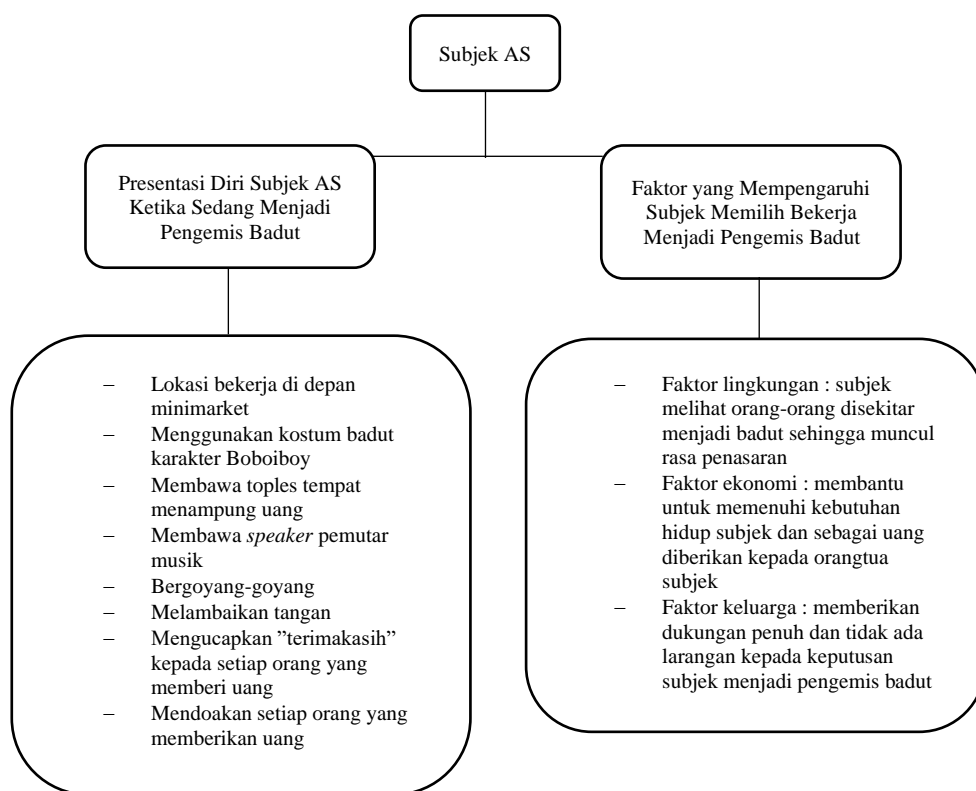 Subjek AS
Presentasi Diri Subjek AS
Ketika Sedang Menjadi
Pengemis Badut
Faktor yang Mempengaruhi
Subjek Memilih Bekerja
Menjadi Pengemis Badut
– Lokasi bekerja di depan
minimarket
– Menggunakan kostum badut
karakter Boboiboy
– Membawa toples tempat
menampung uang
– Membawa speaker pemutar
musik
– Bergoyang-goyang
– Melambaikan tangan
– Mengucapkan ”terimakasih”
kepada setiap orang yang
memberi uang
– Mendoakan setiap orang yang
memberikan uang
– Faktor lingkungan : subjek
melihat orang-orang disekitar
menjadi badut sehingga muncul
rasa penasaran
– Faktor ekonomi : membantu
untuk memenuhi kebutuhan
hidup subjek dan sebagai uang
diberikan kepada orangtua
subjek
– Faktor keluarga : memberikan
dukungan penuh dan tidak ada
larangan kepada keputusan
subjek menjadi pengemis badut